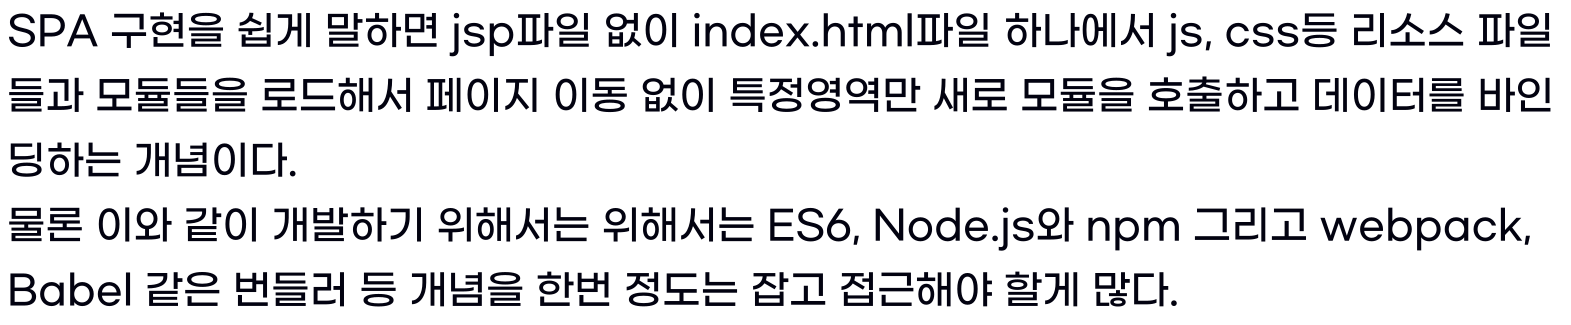 SPA 구현을 쉽게 말하면 jsp파일 없이 index.html파일 하나에서 js, css등 리소스 파일
들과 모듈들을 로드해서 페이지 이동 없이 특정영역만 새로 모듈을 호출하고 데이터를 바인
딩하는 개념이다.
물론 이와 같이 개발하기 위해서는 위해서는 ES6, Node.js와 npm 그리고 webpack,
Babel 같은 번들러 등 개념을 한번 정도는 잡고 접근해야 할게 많다.